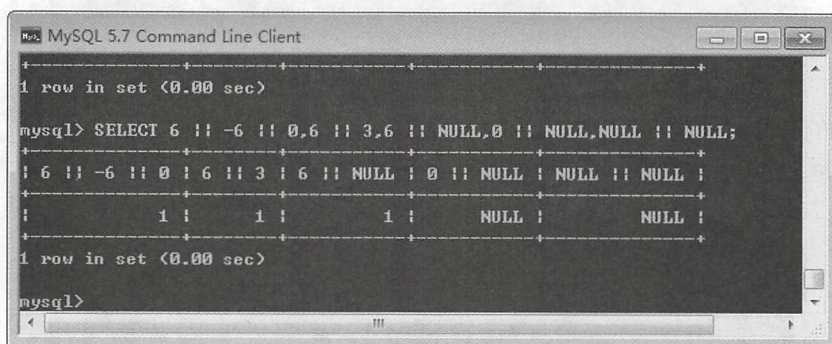 MySQL 5.7 Command Line Client
1 row in set (0.00 sec)
mysql> SELECT 6 || -6 || 0,6 || 3,6 || NULL,0 || NULL,NULL || NULL;
| 6 || -6 || 0 | 6 || 3 | 6 || NULL | 0 || NULL | NULL || NULL |
| 1 | 1 | 1 | NULL | NULL |
1 row in set (0.00 sec)
mysql>